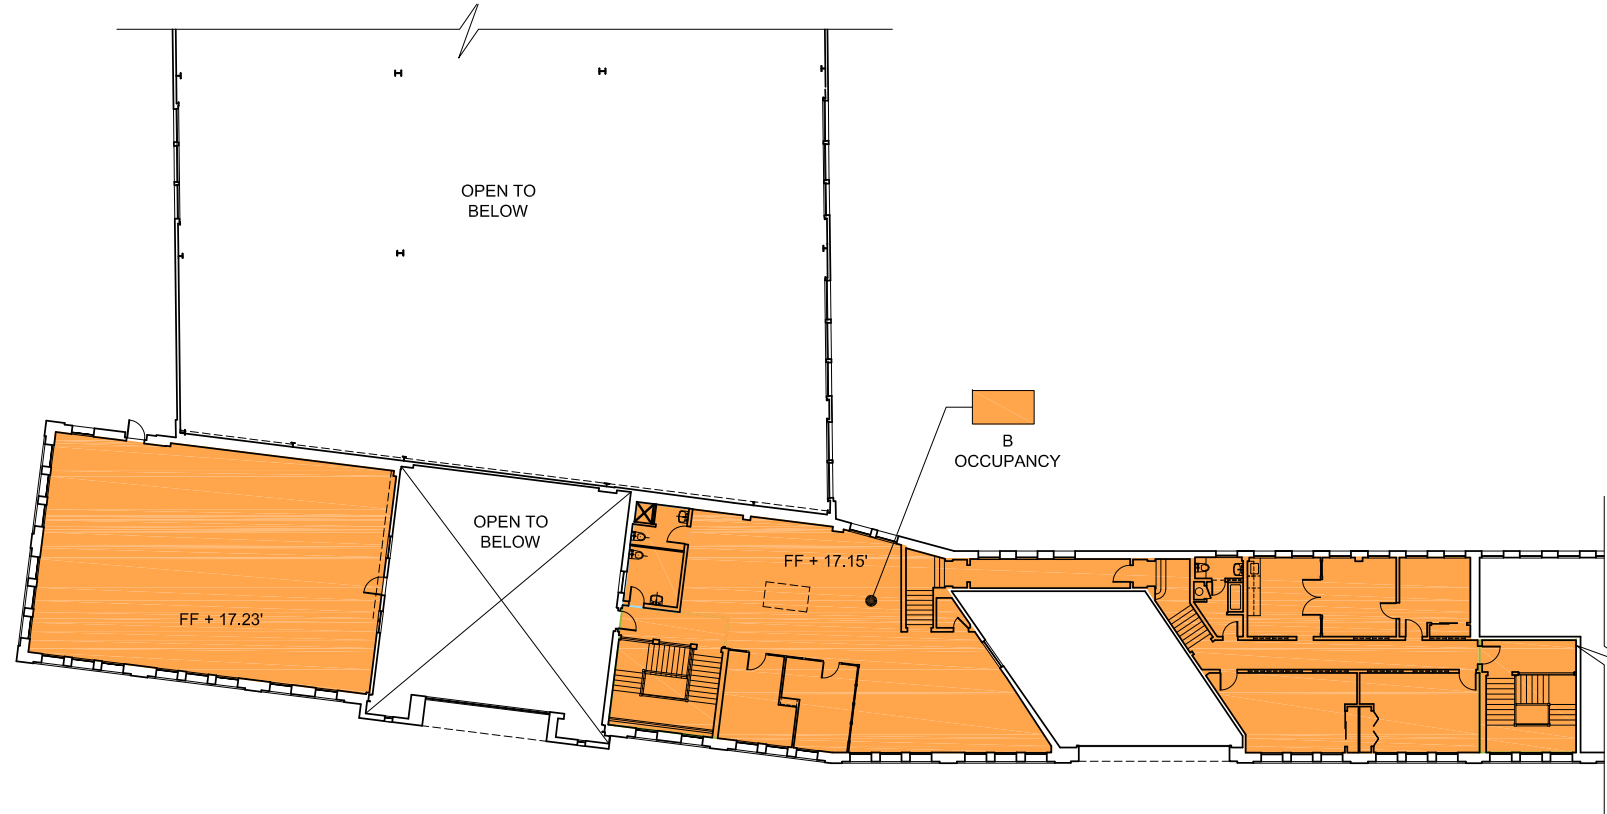 OPEN TO
BELOW
B
OCCUPANCY
OPEN TO
BELOW
FF + 17.15'
FF + 17.23'